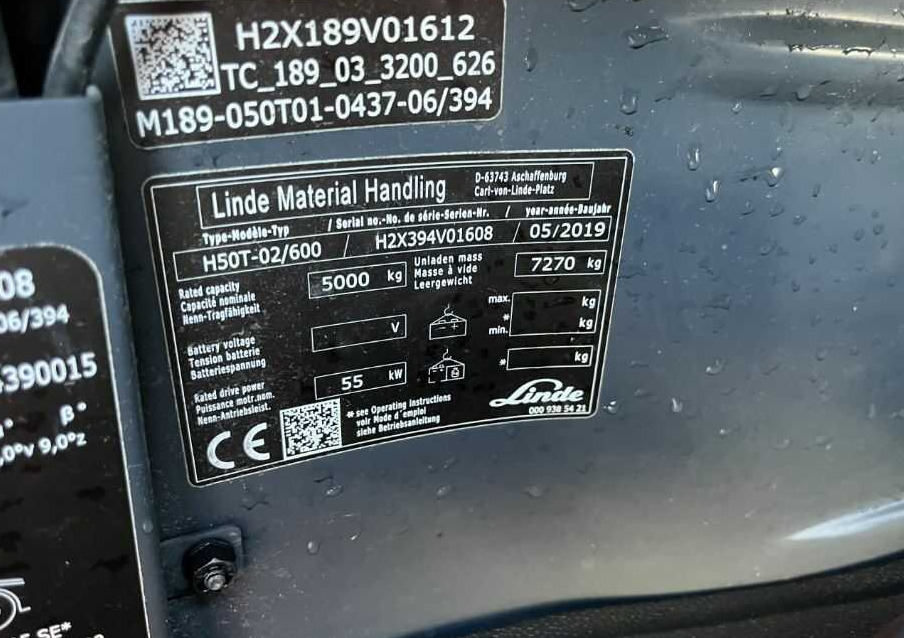 H2X189V01612
TC_189_03_3200_626
M189-050T01-0437-06/394
Linde Material Handling
D-63743 Aschaffenburg
Carl-von-Linde-Platz
Type-Modèle-Typ / Serial no.-No. de série-Serien-Nr. / year-année-Baujahr
H50T-02/600 / H2X394V01608 / 05/2019
Rated capacity
Capacité nominale
Nenn-Tragfähigkeit
5000 kg
Unladen mass
Masse à vide
Leergewicht
7270 kg
Battery voltage
Tension batterie
Batteriespannung
V
max. kg
*
min. kg
* kg
Rated drive power
Puissance motr.nom.
Nenn-Antriebsleist.
55 kW
CE
* see Operating Instructions
voir Mode d'emploi
siehe Betriebsanleitung
Linde
000 938 54 21
08
06/394
390015
β°
,0°v 9,0°z
SE*